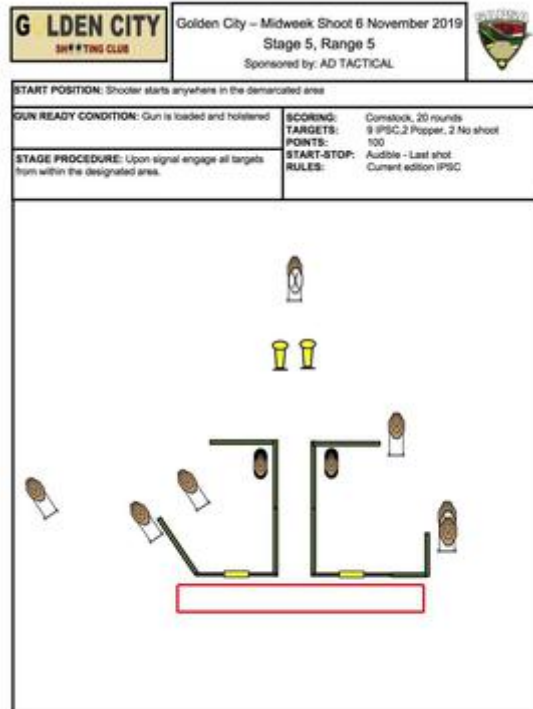 G LDEN CITY
SH**TING CLUB
Golden City – Midweek Shoot 6 November 2019
Stage 5, Range 5
Sponsored by: AD TACTICAL
START POSITION: Shooter starts anywhere in the demarcated area
GUN READY CONDITION: Gun is loaded and holstered
STAGE PROCEDURE: Upon signal engage all targets
from within the designated area.
SCORING: Comstock, 20 rounds
TARGETS: 9 IPSC,2 Popper, 2 No shoot
POINTS: 100
START-STOP: Audible - Last shot
RULES: Current edition IPSC